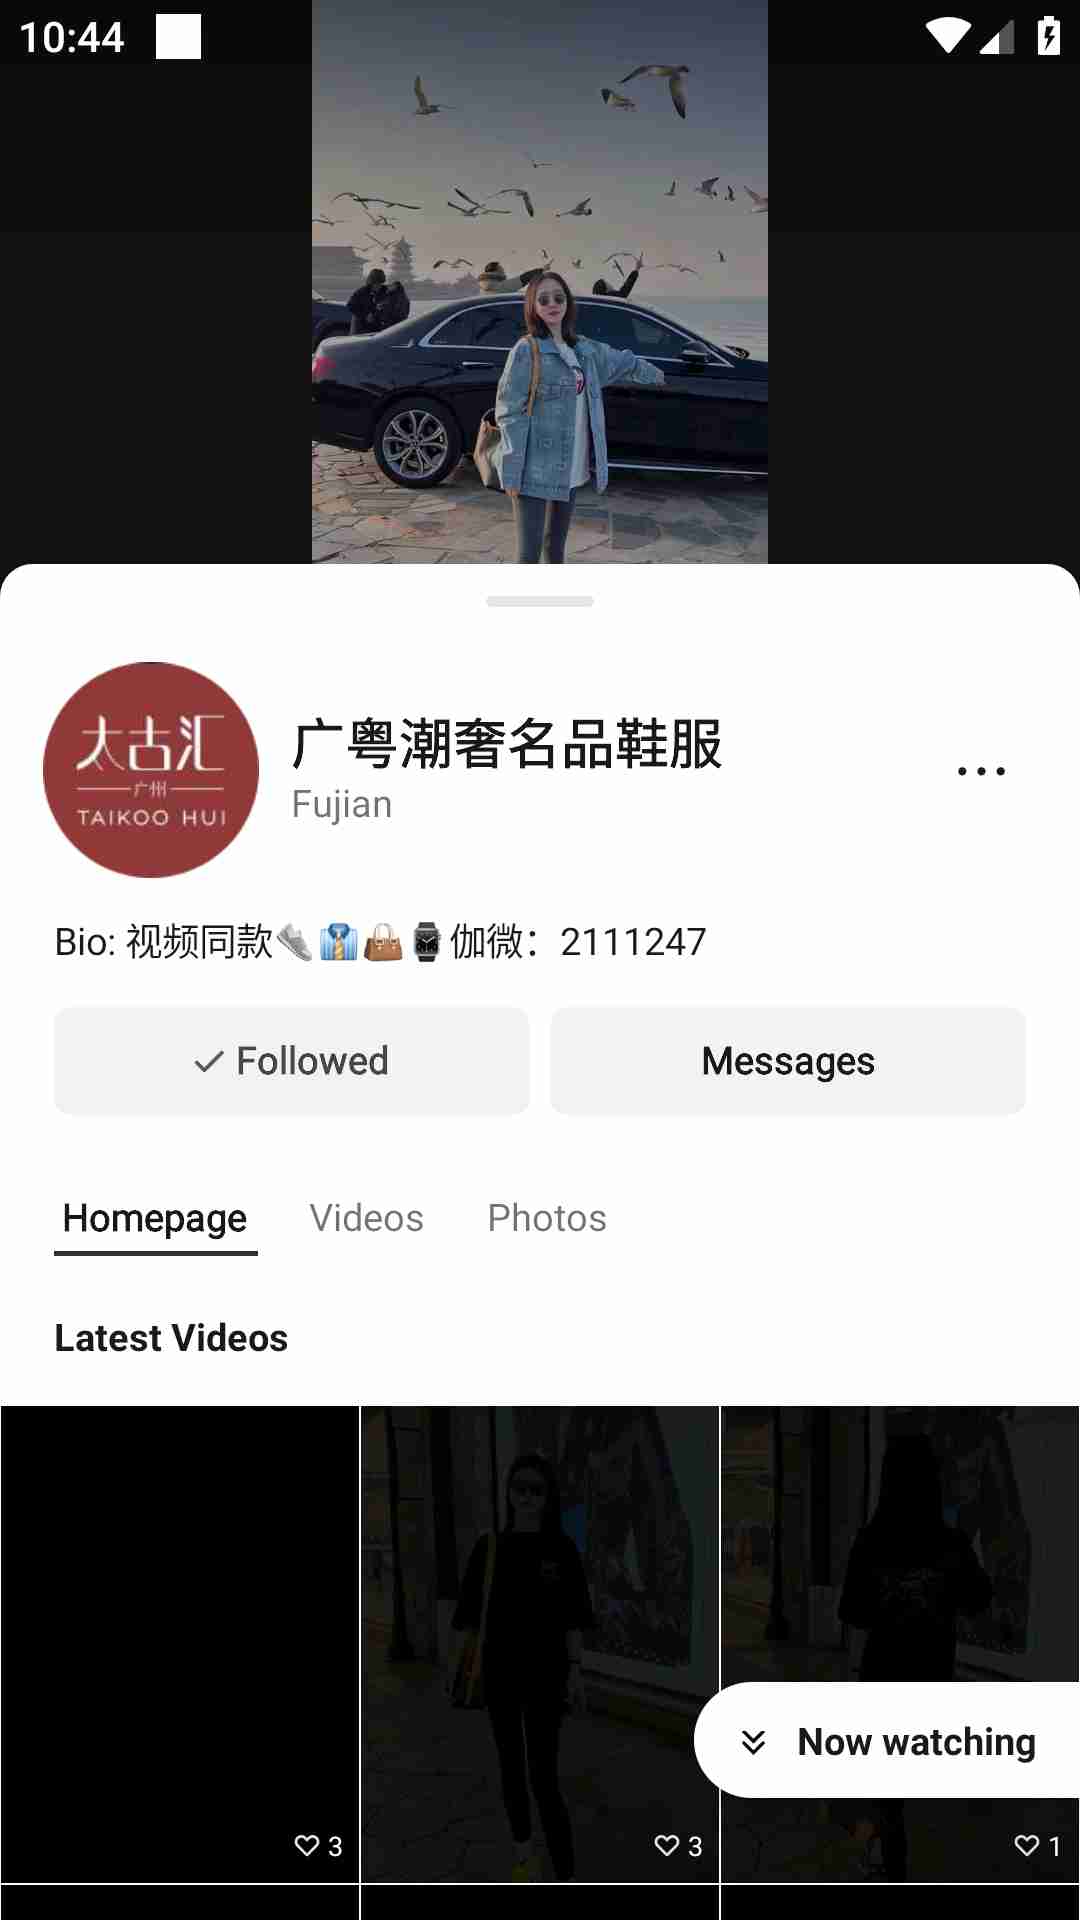 10:44
太古汇
广州
TAIKOO HUI
广粤潮奢名品鞋服
Fujian
Bio: 视频同款👟👔👜⌚伽微：2111247
Followed
Messages
Homepage
Videos
Photos
Latest Videos
Now watching
3
3
1